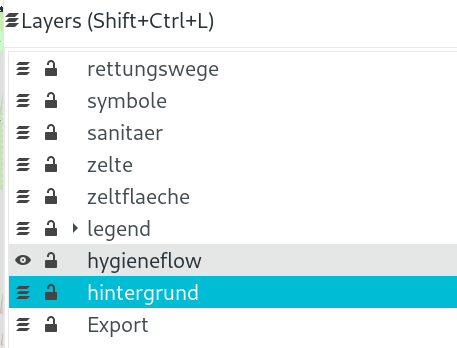 Layers (Shift+Ctrl+L)
rettungswege
symbole
sanitaer
zelte
zeltflaeche
legend
hygieneflow
hintergrund
Export